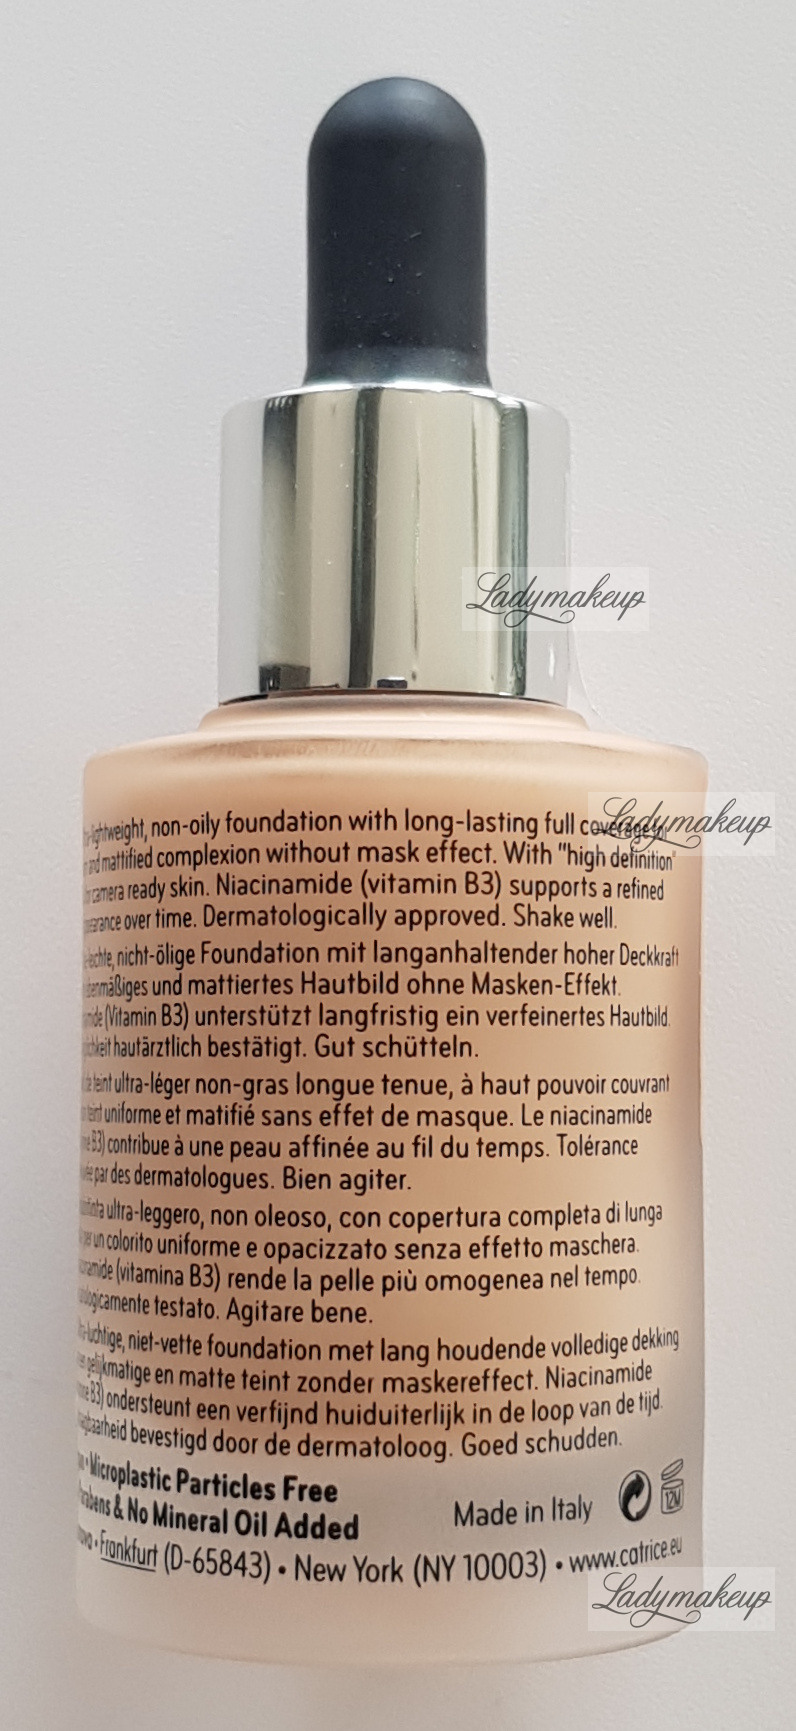 Ladymakeup
-lightweight, non-oily foundation with long-lasting full coverage for
and mattified complexion without mask effect. With "high definition"
camera ready skin. Niacinamide (vitamin B3) supports a refined
over time. Dermatologically approved. Shake well.
Ladymakeup
nicht-ölige Foundation mit langanhaltender hoher Deckkraft
und mattiertes Hautbild ohne Masken-Effekt.
(Vitamin B3) unterstützt langfristig ein verfeinertes Hautbild.
hautärztlich bestätigt. Gut schütteln.
teint ultra-léger non-gras longue tenue, à haut pouvoir couvrant
teint uniforme et matifié sans effet de masque. Le niacinamide
B3) contribue à une peau affinée au fil du temps. Tolérance
par des dermatologues. Bien agiter.
ultra-leggero, non oleoso, con copertura completa di lunga
un colorito uniforme e opacizzato senza effetto maschera.
(vitamina B3) rende la pelle più omogenea nel tempo.
testato. Agitare bene.
niet-vette foundation met lang houdende volledige dekking
gelijkmatige en matte teint zonder maskereffect. Niacinamide
B3) ondersteunt een verfijnd huiduiterlijk in de loop van de tijd.
bevestigd door de dermatoloog. Goed schudden.
• Microplastic Particles Free
& No Mineral Oil Added
Made in Italy
12M
• Frankfurt (D-65843) • New York (NY 10003) • www.catrice.eu
Ladymakeup